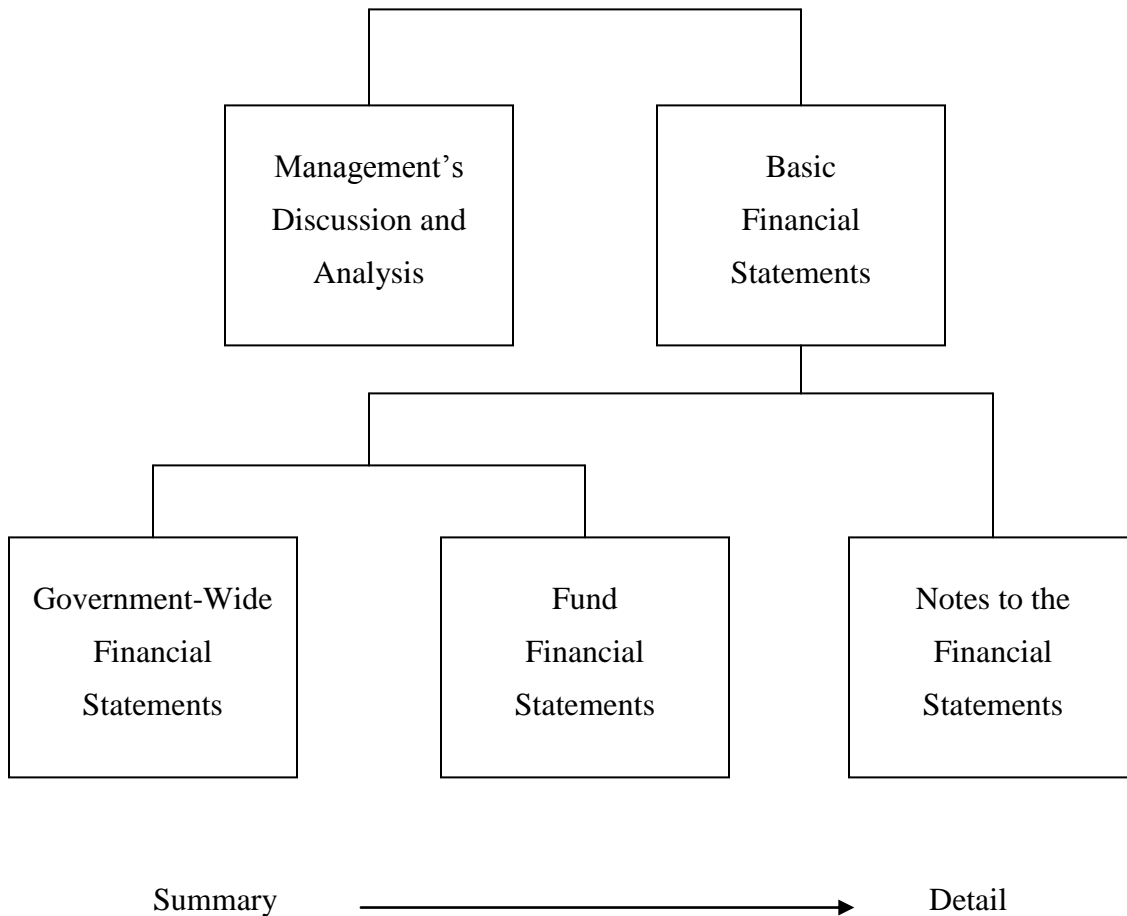 Management’s
Discussion and
Analysis
Basic
Financial
Statements
Government-Wide
Financial
Statements
Fund
Financial
Statements
Notes to the
Financial
Statements
Summary
Detail